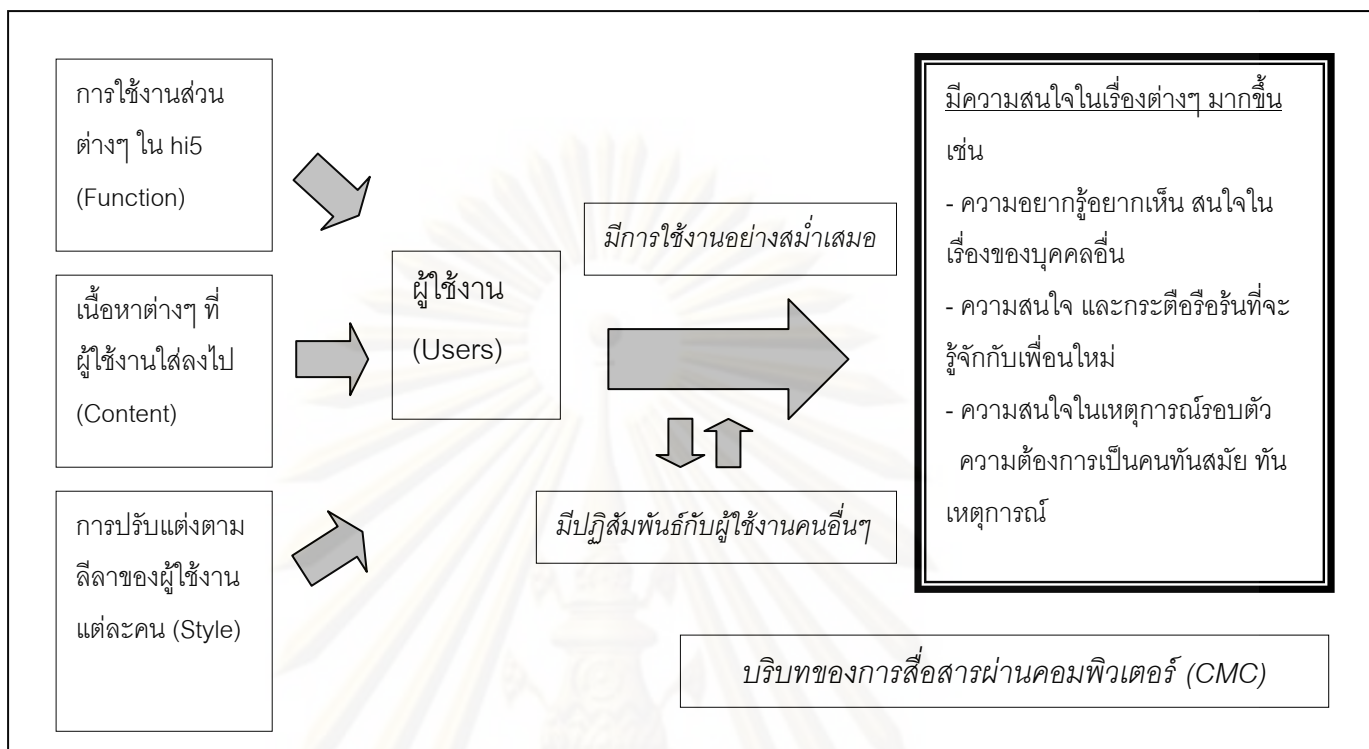 การใช้งานส่วน
ต่างๆ ใน hi5
(Function)
เนื้อหาต่างๆ ที่
ผู้ใช้งานใส่ลงไป
(Content)
การปรับแต่งตาม
ลีลาของผู้ใช้งาน
แต่ละคน (Style)
ผู้ใช้งาน
(Users)
มีการใช้งานอย่างสม่ำเสมอ
มีปฏิสัมพันธ์กับผู้ใช้งานคนอื่นๆ
มีความสนใจในเรื่องต่างๆ มากขึ้น
เช่น
- ความอยากรู้อยากเห็น สนใจใน
เรื่องของบุคคลอื่น
- ความสนใจ และกระตือรือร้นที่จะ
รู้จักกับเพื่อนใหม่
- ความสนใจในเหตุการณ์รอบตัว
ความต้องการเป็นคนทันสมัย ทัน
เหตุการณ์
บริบทของการสื่อสารผ่านคอมพิวเตอร์ (CMC)